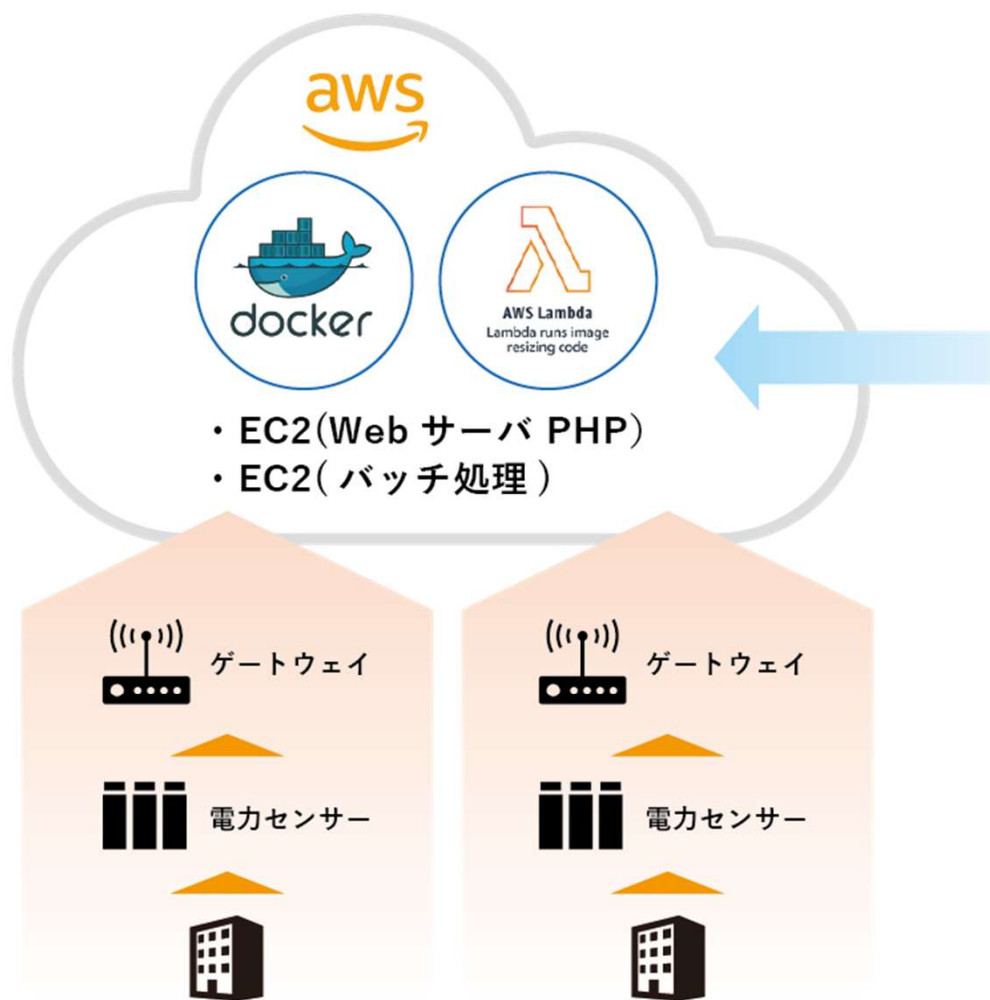 aws
docker
AWS Lambda
Lambda runs image
resizing code
・EC2(Web サーバ PHP)
・EC2( バッチ処理 )
ゲートウェイ
ゲートウェイ
電力センサー
電力センサー